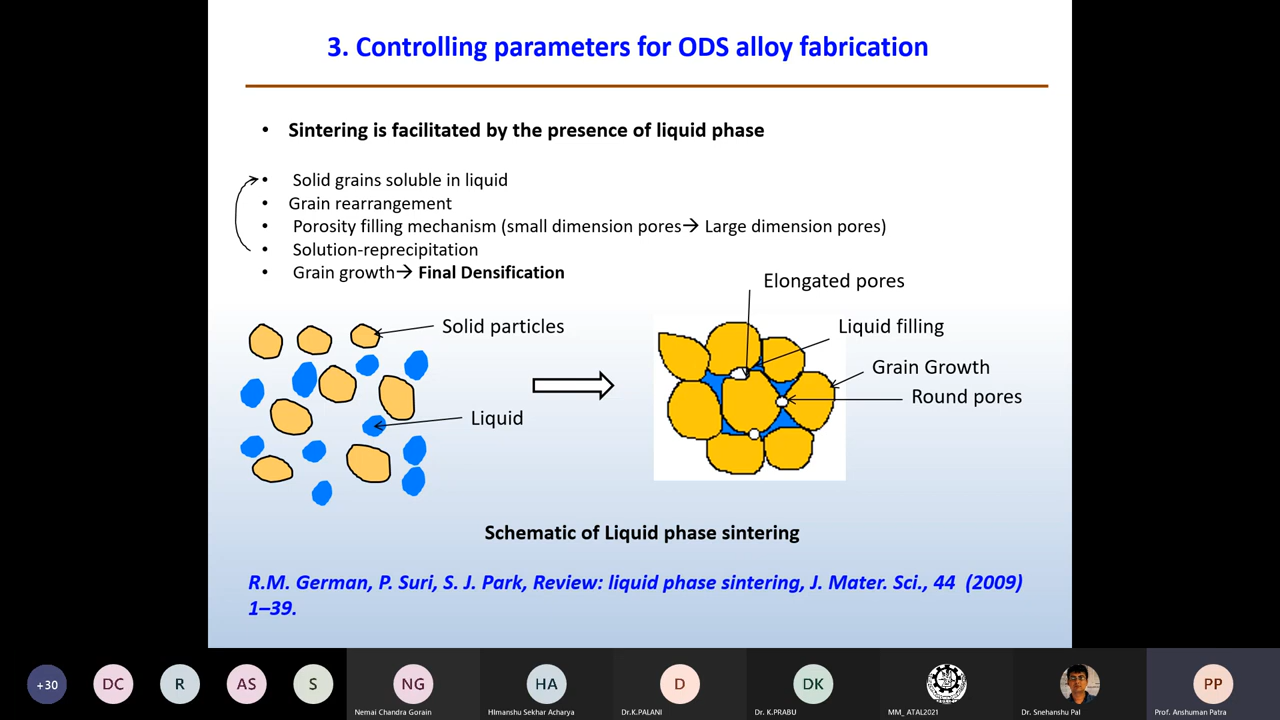 3. Controlling parameters for ODS alloy fabrication
• Sintering is facilitated by the presence of liquid phase
• Solid grains soluble in liquid
• Grain rearrangement
• Porosity filling mechanism (small dimension pores→ Large dimension pores)
• Solution-reprecipitation
• Grain growth→ Final Densification
Elongated pores
Solid particles
Liquid filling
Grain Growth
Round pores
Liquid
Schematic of Liquid phase sintering
R.M. German, P. Suri, S. J. Park, Review: liquid phase sintering, J. Mater. Sci., 44 (2009)
1–39.
+30
DC
R
AS
S
NG
HA
D
DK
PP
Nemai Chandra Gorain
HImanshu Sekhar Acharya
Dr.K.PALANI
Dr. K.PRABU
MM_ ATAL2021
Dr. Snehanshu Pal
Prof. Anshuman Patra